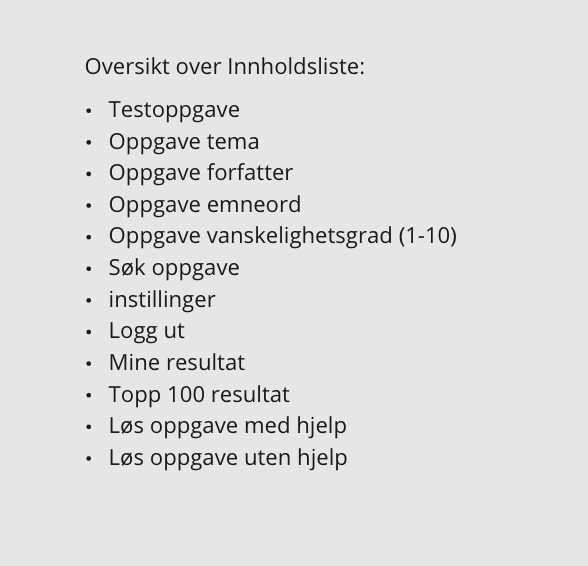 Oversikt over Innholdsliste:
• Testoppgave
• Oppgave tema
• Oppgave forfatter
• Oppgave emneord
• Oppgave vanskelighetsgrad (1-10)
• Søk oppgave
• instillinger
• Logg ut
• Mine resultat
• Topp 100 resultat
• Løs oppgave med hjelp
• Løs oppgave uten hjelp